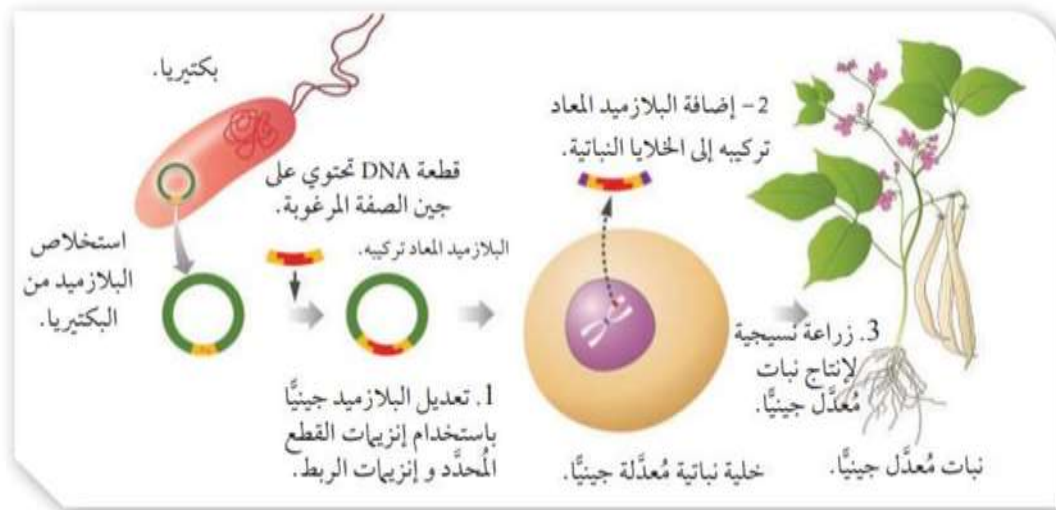 بكتيريا.
استخلاص
البلازميد من
البكتيريا.
قطعة DNA تحتوي على
جين الصفة المرغوبة.
البلازميد المعاد تركيبه.
1. تعديل البلازميد جينيًّا
باستخدام إنزيمات القطع
المُحدَّد و إنزيمات الربط.
2- إضافة البلازميد المعاد
تركيبه إلى الخلايا النباتية.
خلية نباتية مُعدَّلة جينيًّا.
3. زراعة نسيجية
لإنتاج نبات
مُعدَّل جينيًّا.
نبات مُعدَّل جينيًّا.